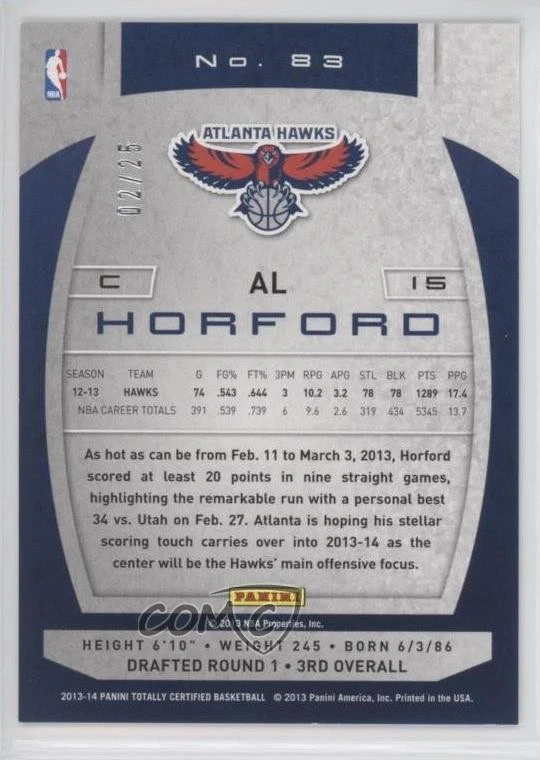 No. 83
NBA
02/25
ATLANTA HAWKS
C AL 15
HORFORD
SEASON TEAM G FG% FT% 3PM RPG APG STL BLK PTS PPG
12-13 HAWKS 74 .543 .644 3 10.2 3.2 78 78 1289 17.4
NBA CAREER TOTALS 391 .539 .739 6 9.6 2.6 319 434 5345 13.7
As hot as can be from Feb. 11 to March 3, 2013, Horford
scored at least 20 points in nine straight games,
highlighting the remarkable run with a personal best
34 vs. Utah on Feb. 27. Atlanta is hoping his stellar
scoring touch carries over into 2013-14 as the
center will be the Hawks' main offensive focus.
PANINI
COMC
© 2013 NBA Properties, Inc.
HEIGHT 6'10" • WEIGHT 245 • BORN 6/3/86
DRAFTED ROUND 1 • 3RD OVERALL
2013-14 PANINI TOTALLY CERTIFIED BASKETBALL © 2013 Panini America, Inc. Printed in the USA.